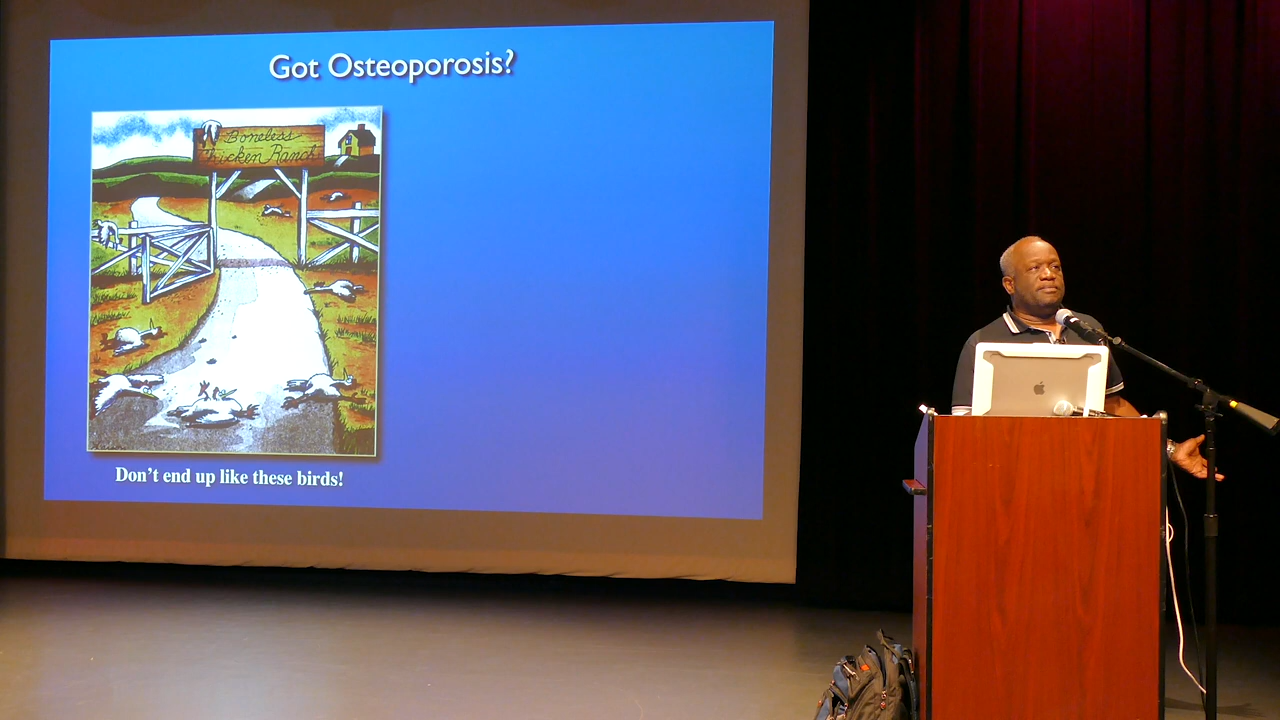 Got Osteoporosis?
Boneless
Chicken Ranch
Don't end up like these birds!